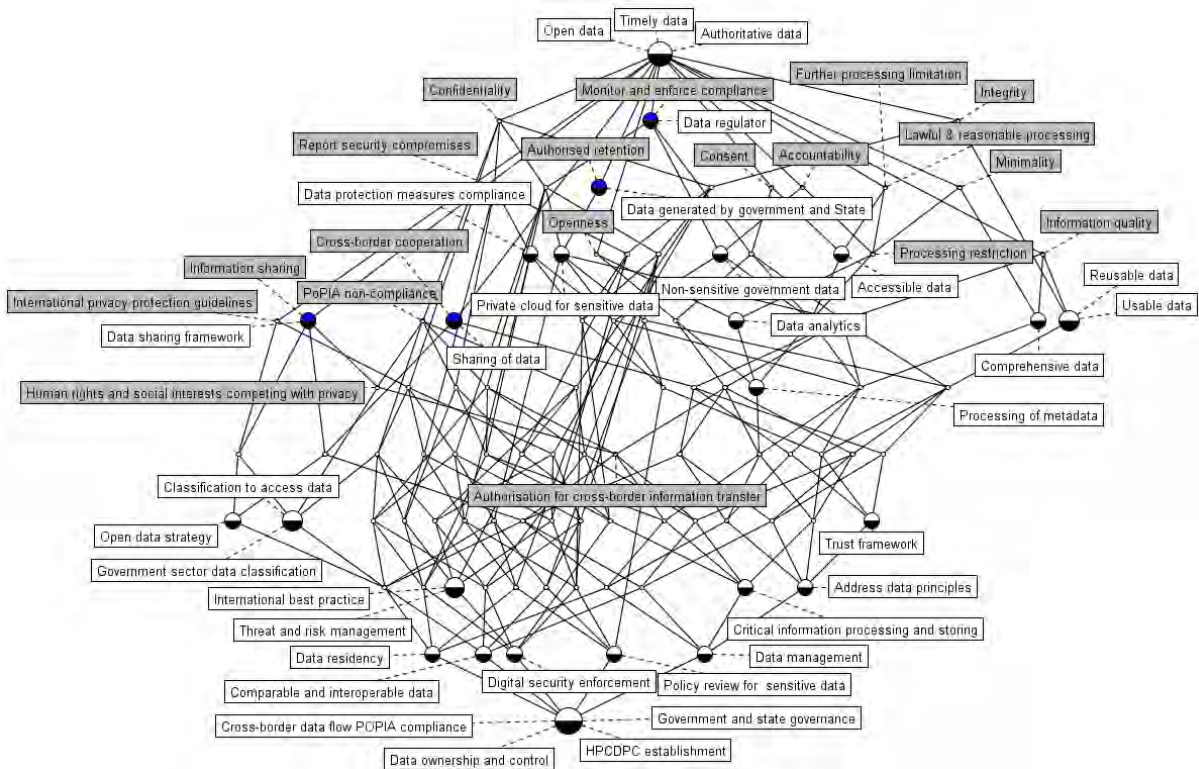 Timely data
Open data
Authoritative data
Further processing limitation
Confidentiality
Monitor and enforce compliance
Integrity
Data regulator
Lawful & reasonable processing
Report security compromises
Authorised retention
Consent
Accountability
Minimality
Data protection measures compliance
Data generated by government and State
Openness
Information quality
Cross-border cooperation
Processing restriction
Information sharing
Reusable data
PoPIA non-compliance
Non-sensitive government data
Accessible data
International privacy protection guidelines
Private cloud for sensitive data
Usable data
Data analytics
Data sharing framework
Sharing of data
Comprehensive data
Human rights and social interests competing with privacy
Processing of metadata
Classification to access data
Authorisation for cross-border information transfer
Open data strategy
Trust framework
Government sector data classification
International best practice
Address data principles
Threat and risk management
Critical information processing and storing
Data residency
Data management
Comparable and interoperable data
Digital security enforcement
Policy review for sensitive data
Cross-border data flow POPIA compliance
Government and state governance
HPCDPC establishment
Data ownership and control